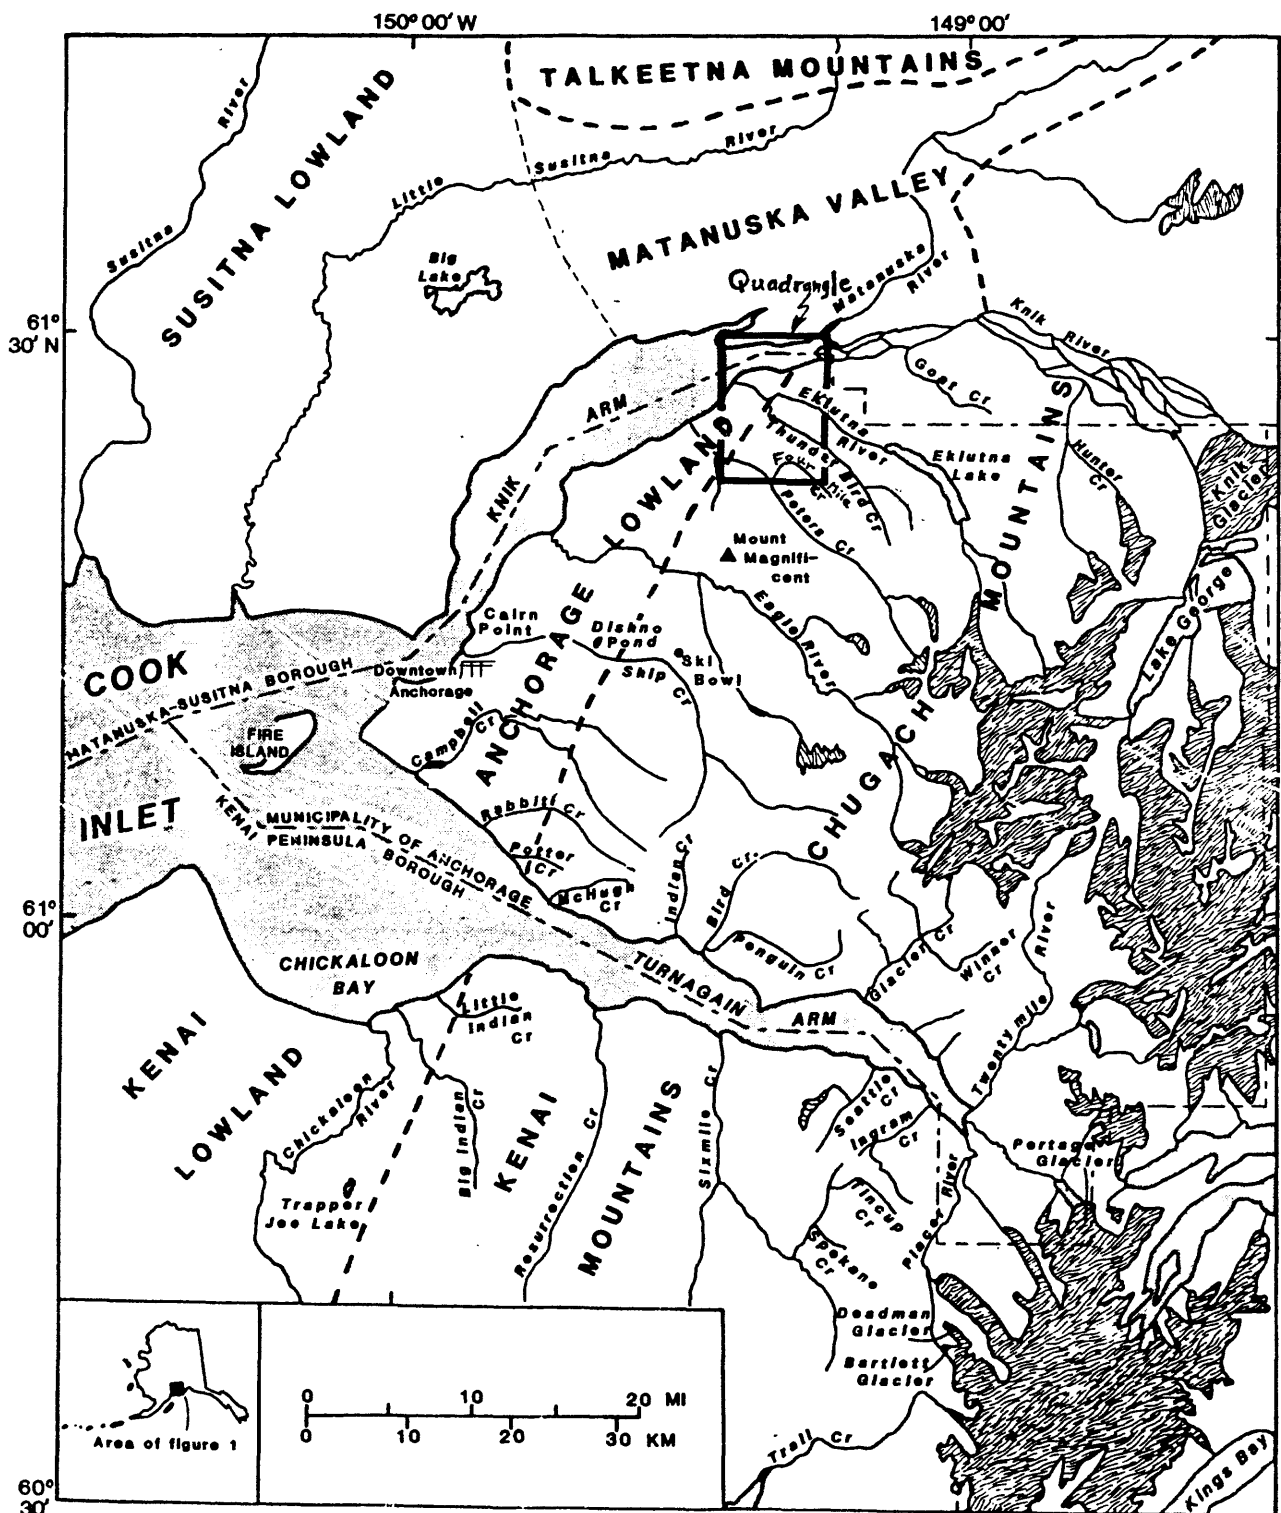 150° 00' W
149° 00'
TALKEETNA MOUNTAINS
Susitna River
SUSITNA LOWLAND
Little Susitna River
MATANUSKA VALLEY
Big
Lake
Quadrangle
Matanuska
River
Knik
River
61°
30' N
Goat Cr
KNIK ARM
Eklutna
River
Thunder Bird Cr
Four Mile
Cr
Eklutna
Lake
Hunter
Cr
Knik
Glacier
Peters Cr
ANCHORAGE LOWLAND
Mount
Magnifi-
cent
CHUGACH MOUNTAINS
Eagle River
Lake George
Cairn
Point
Dishno
Pond
Ski
Bowl
Ship Cr
COOK
INLET
MATANUSKA-SUSITNA BOROUGH
Downtown
Anchorage
FIRE
ISLAND
Campbell
Cr
KENAI
PENINSULA
BOROUGH
MUNICIPALITY OF ANCHORAGE
Rabbit Cr
Potter
Cr
McHugh
Cr
Indian Cr
Bird Cr.
Penguin Cr
Glacier Cr
Winner
Cr
Twentymile River
61°
00'
CHICKALOON
BAY
TURNAGAIN ARM
Little
Indian
Cr
KENAI
LOWLAND
Chickaloon
River
Big Indian
Cr
KENAI
MOUNTAINS
Resurrection Cr
Sixmile Cr
Seattle
Cr
Ingram
Cr
Portage
Glacier
Placer River
Tincup
Cr
Spokane
Cr
Trapper
Joe Lake
Deadman
Glacier
Bartlett
Glacier
Trail Cr
Kings Bay
Area of figure 1
0 10 20 MI
0 10 20 30 KM
60°
30'